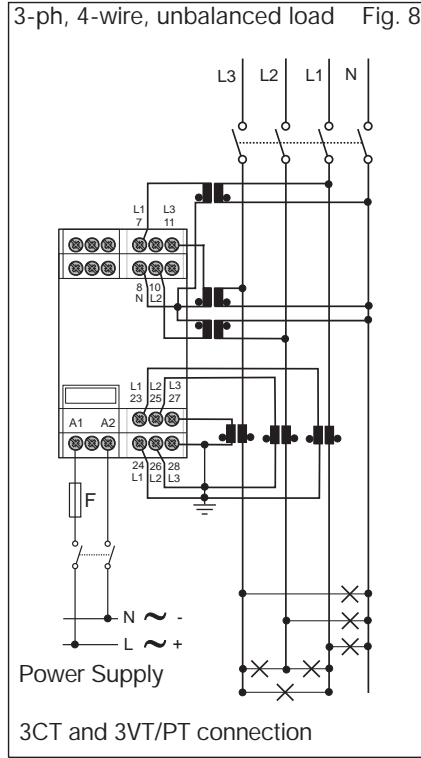 3-ph, 4-wire, unbalanced load Fig. 8
L3 L2 L1 N
L1 L3
7 11
8 10
N L2
L1 L2 L3
23 25 27
A1 A2
24 26 28
L1 L2 L3
F
N ~ -
L ~ +
Power Supply
3CT and 3VT/PT connection